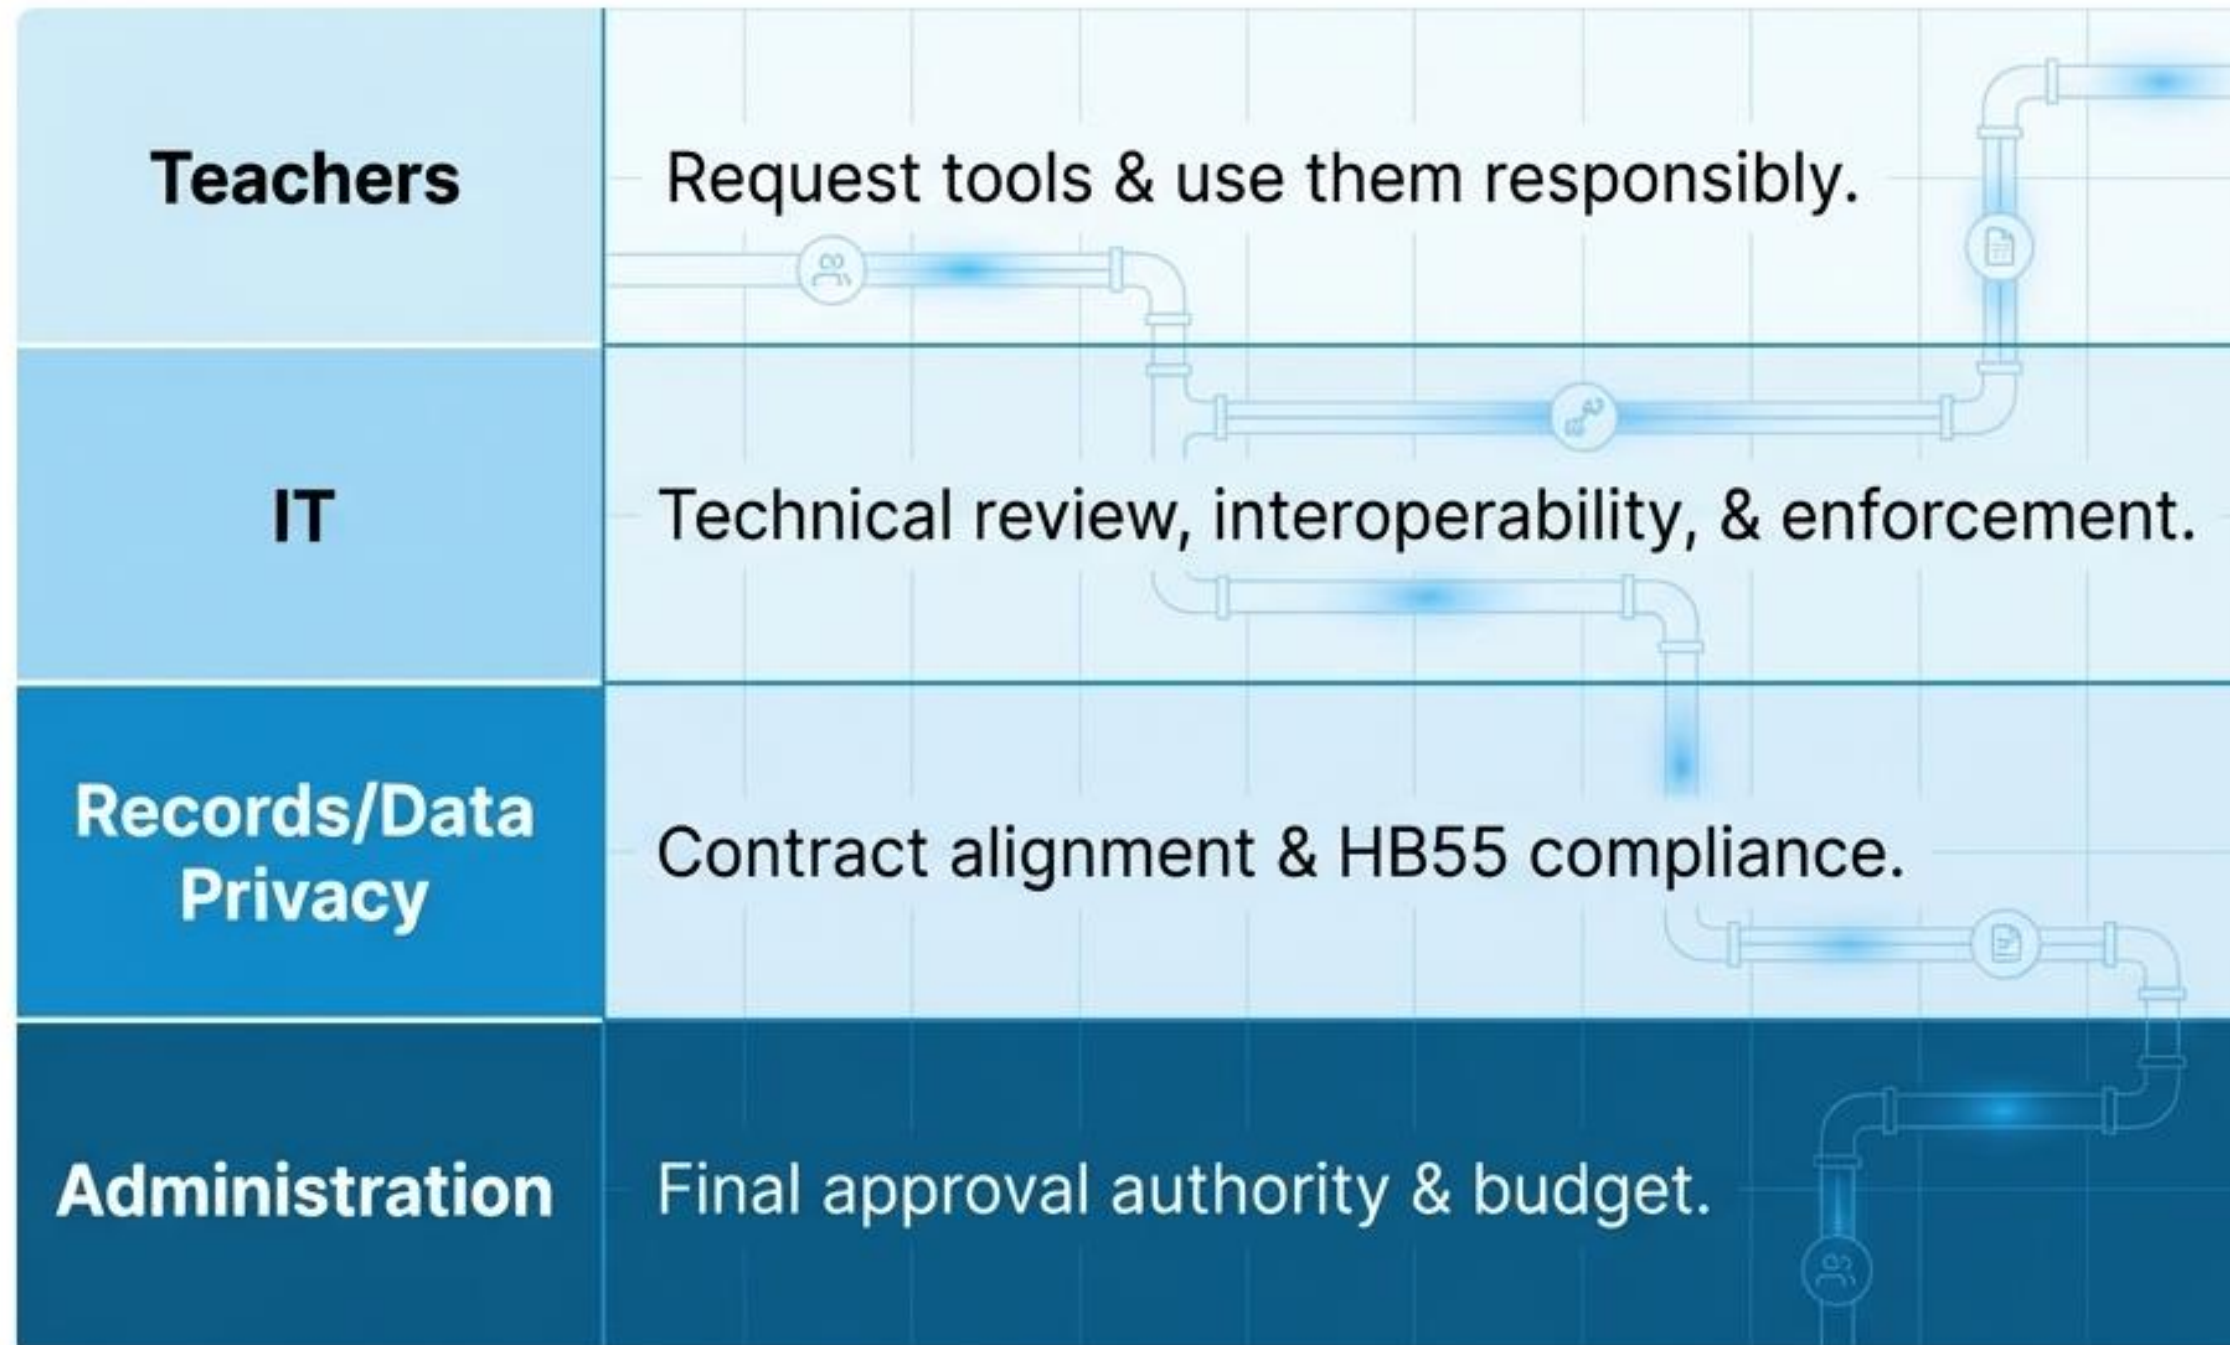 Teachers
Request tools & use them responsibly.
IT
Technical review, interoperability, & enforcement.
Records/Data
Privacy
Contract alignment & HB55 compliance.
Administration
Final approval authority & budget.